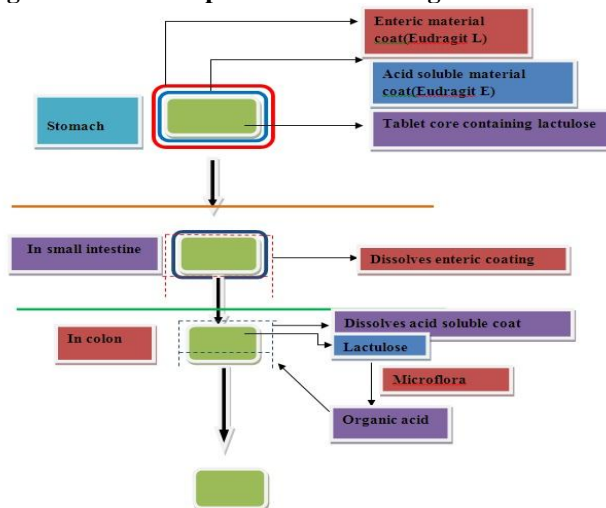 Enteric material
coat(Eudragit L)
Acid soluble material
coat(Eudragit E)
Stomach
Tablet core containing lactulose
In small intestine
Dissolves enteric coating
Dissolves acid soluble coat
In colon
Lactulose
Microflora
Organic acid